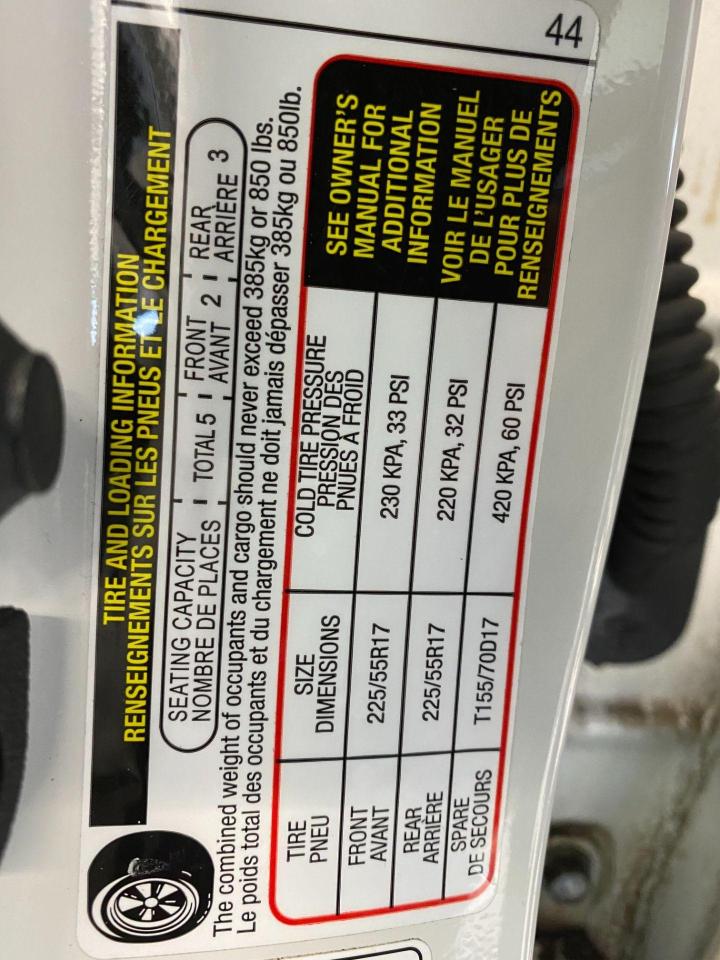 44
TIRE AND LOADING INFORMATION
RENSEIGNEMENTS SUR LES PNEUS ET LE CHARGEMENT
SEATING CAPACITY
NOMBRE DE PLACES
TOTAL 5
FRONT
AVANT 2
REAR
ARRIÈRE 3
The combined weight of occupants and cargo should never exceed 385kg or 850 lbs.
Le poids total des occupants et du chargement ne doit jamais dépasser 385kg ou 850lb.
TIRE
PNEU
SIZE
DIMENSIONS
COLD TIRE PRESSURE
PRESSION DES
PNUES À FROID
FRONT
AVANT
225/55R17
230 KPA, 33 PSI
REAR
ARRIÈRE
225/55R17
220 KPA, 32 PSI
SPARE
DE SECOURS
T155/70D17
420 KPA, 60 PSI
SEE OWNER'S
MANUAL FOR
ADDITIONAL
INFORMATION
VOIR LE MANUEL
DE L'USAGER
POUR PLUS DE
RENSEIGNEMENTS